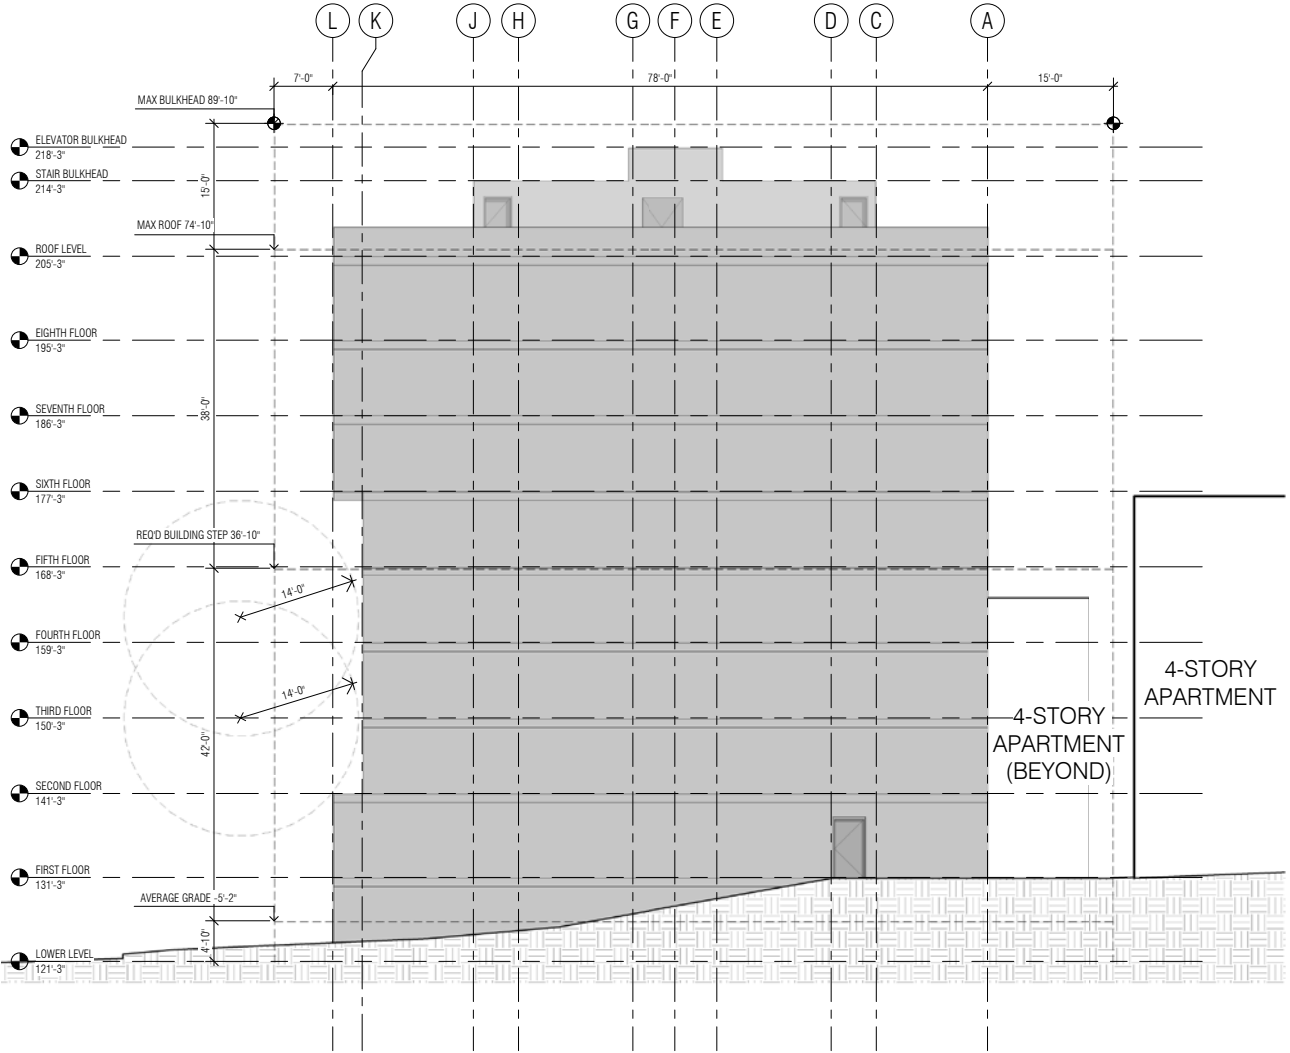 L K J H G F E D C A
7'-0" 78'-0" 15'-0"
MAX BULKHEAD 89'-10"
ELEVATOR BULKHEAD
218'-3"
STAIR BULKHEAD
214'-3"
15'-0"
MAX ROOF 74'-10"
ROOF LEVEL
205'-3"
EIGHTH FLOOR
195'-3"
SEVENTH FLOOR
186'-3"
38'-0"
SIXTH FLOOR
177'-3"
REQ'D BUILDING STEP 36'-10"
FIFTH FLOOR
168'-3"
14'-0"
FOURTH FLOOR
159'-3"
4-STORY
APARTMENT
14'-0"
THIRD FLOOR
150'-3"
4-STORY
APARTMENT
(BEYOND)
42'-0"
SECOND FLOOR
141'-3"
FIRST FLOOR
131'-3"
AVERAGE GRADE -5'-2"
4'-10"
LOWER LEVEL
121'-3"